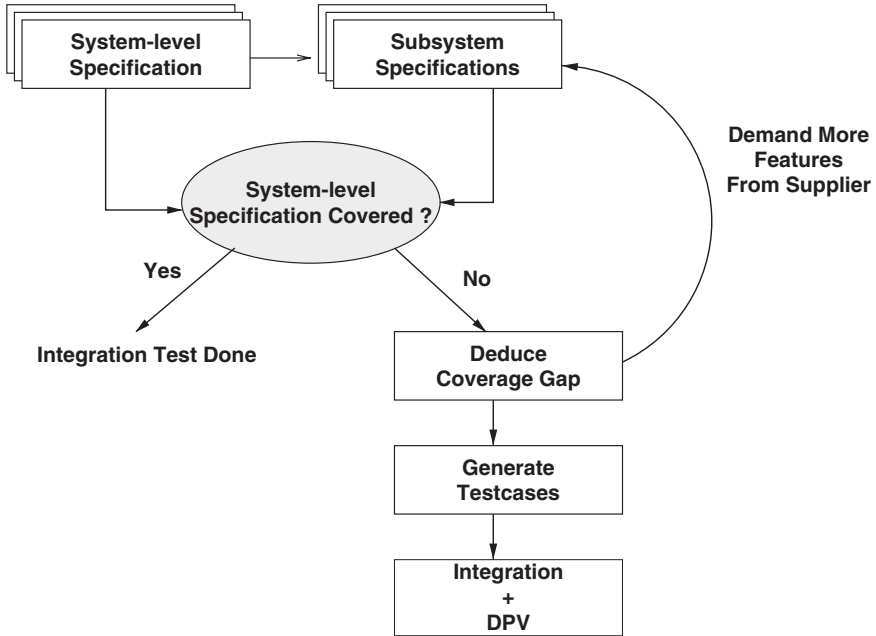 System-level
Specification
Subsystem
Specifications
Demand More
Features
From Supplier
System-level
Specification Covered ?
Yes
No
Integration Test Done
Deduce
Coverage Gap
Generate
Testcases
Integration
+
DPV